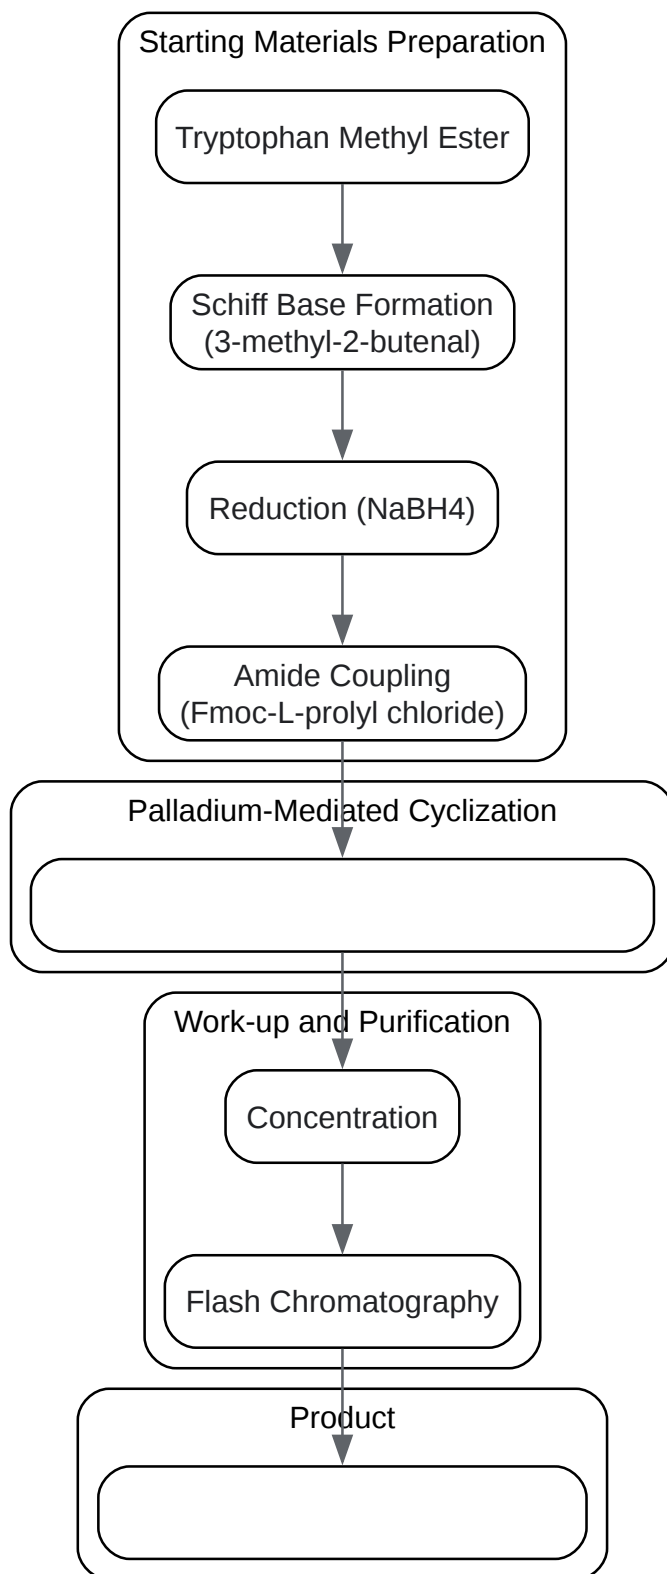 Starting Materials Preparation
Tryptophan Methyl Ester
Schiff Base Formation
(3-methyl-2-butenal)
Reduction (NaBH4)
Amide Coupling
(Fmoc-L-prolyl chloride)
Palladium-Mediated Cyclization
Work-up and Purification
Concentration
Flash Chromatography
Product